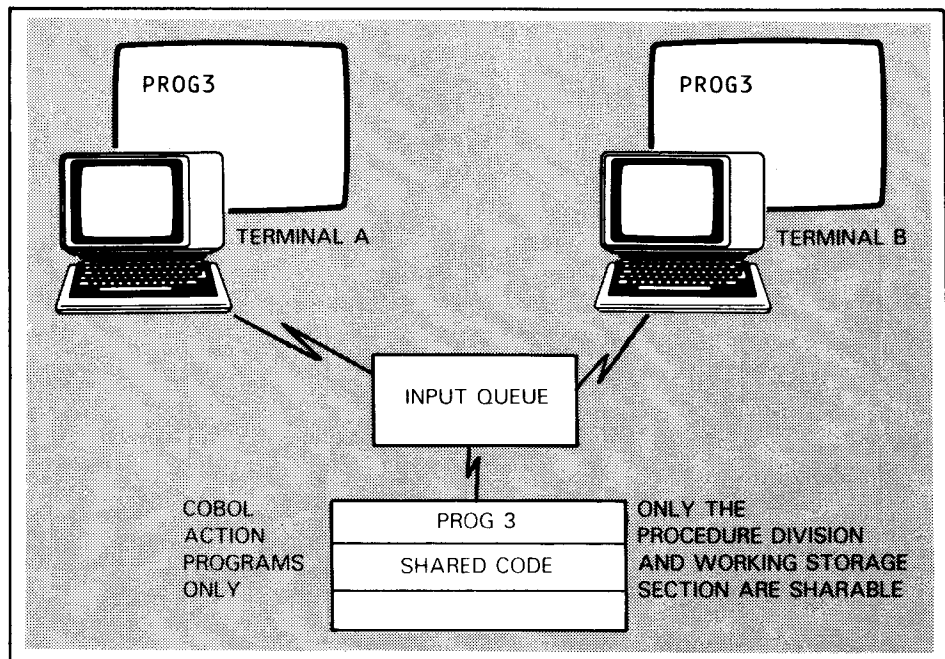 PROG3
PROG3
TERMINAL A
TERMINAL B
INPUT QUEUE
COBOL
ACTION
PROGRAMS
ONLY
PROG 3
SHARED CODE
ONLY THE
PROCEDURE DIVISION
AND WORKING STORAGE
SECTION ARE SHARABLE